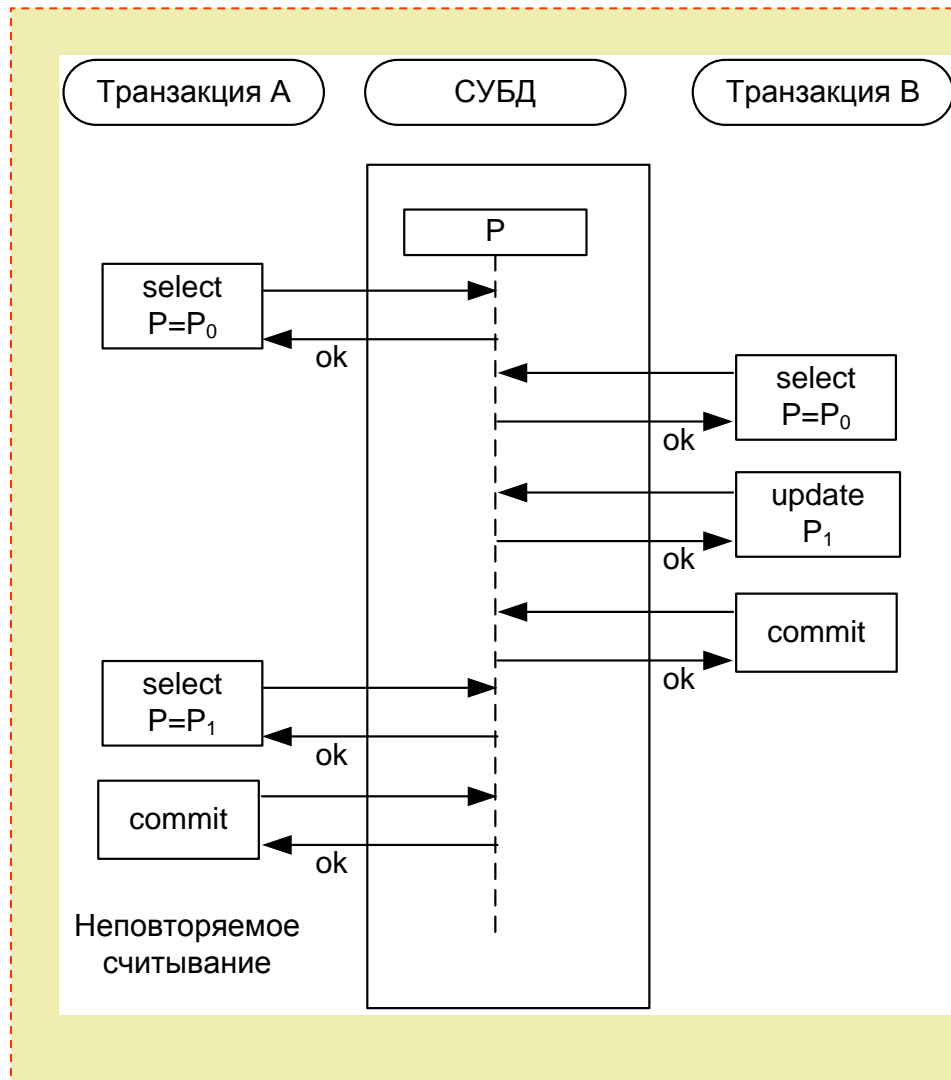 Транзакция А
СУБД
Транзакция В
P
select
P=P₀
ok
select
P=P₀
ok
update
P₁
ok
commit
ok
select
P=P₁
ok
commit
ok
Неповторяемое
считывание